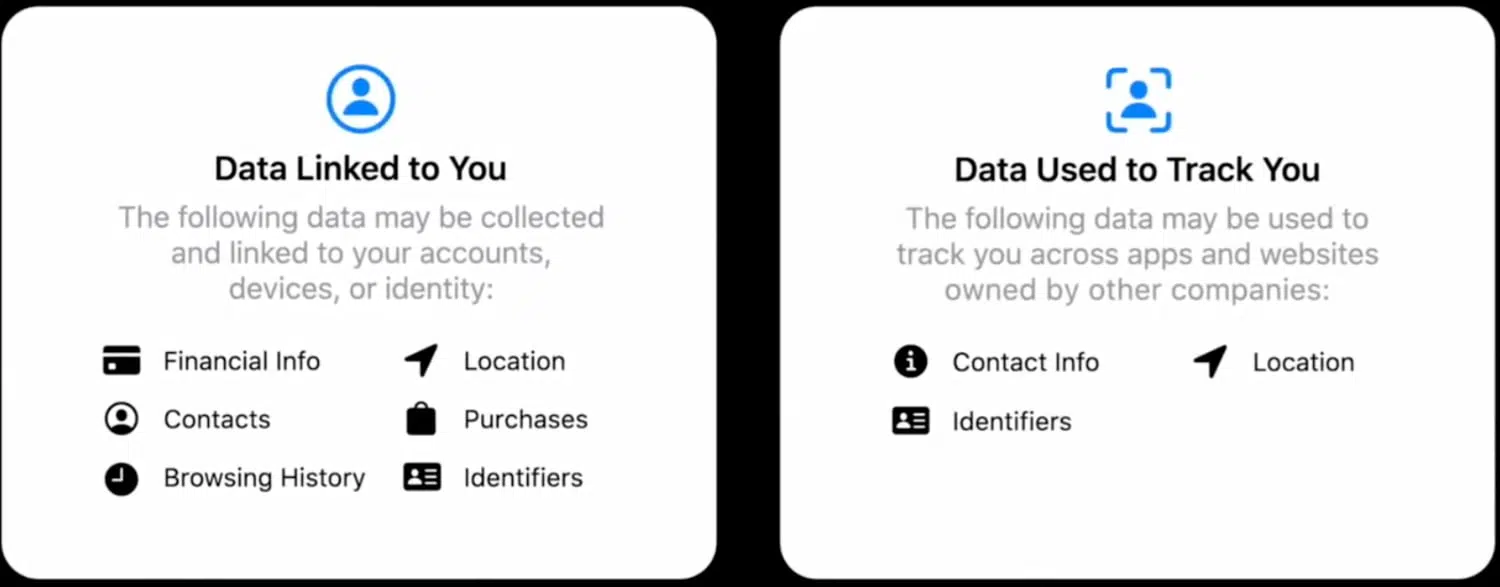 Data Linked to You
The following data may be collected
and linked to your accounts,
devices, or identity:
Financial Info
Location
Contacts
Purchases
Browsing History
Identifiers
Data Used to Track You
The following data may be used to
track you across apps and websites
owned by other companies:
Contact Info
Location
Identifiers